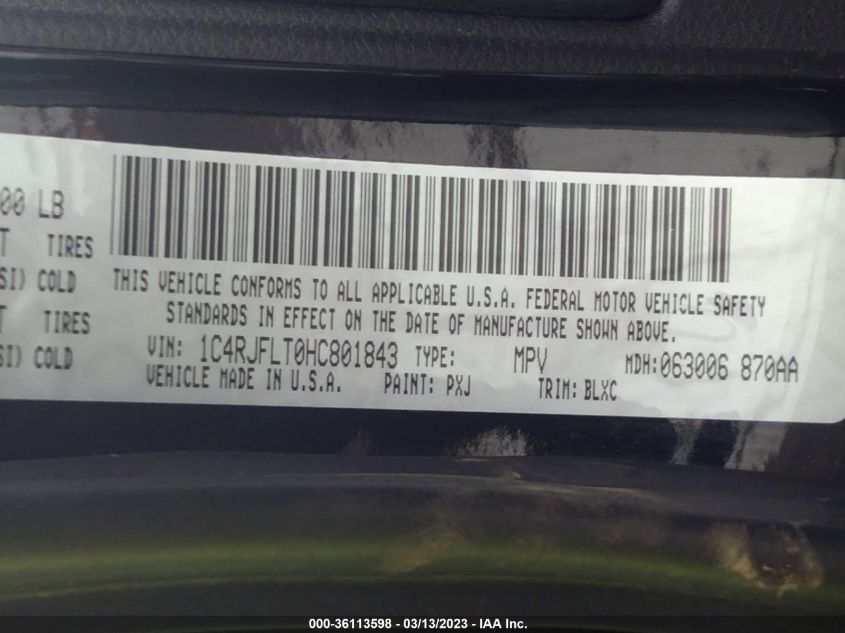 00 LB
TIRES
SI) COLD
TIRES
SI) COLD
THIS VEHICLE CONFORMS TO ALL APPLICABLE U.S.A. FEDERAL MOTOR VEHICLE SAFETY
STANDARDS IN EFFECT ON THE DATE OF MANUFACTURE SHOWN ABOVE.
VIN: 1C4RJFLT0HC801843 TYPE: MPV MDH:063006 870AA
VEHICLE MADE IN U.S.A. PAINT: PXJ TRIM: BLXC
000-36113598 - 03/13/2023 - IAA Inc.